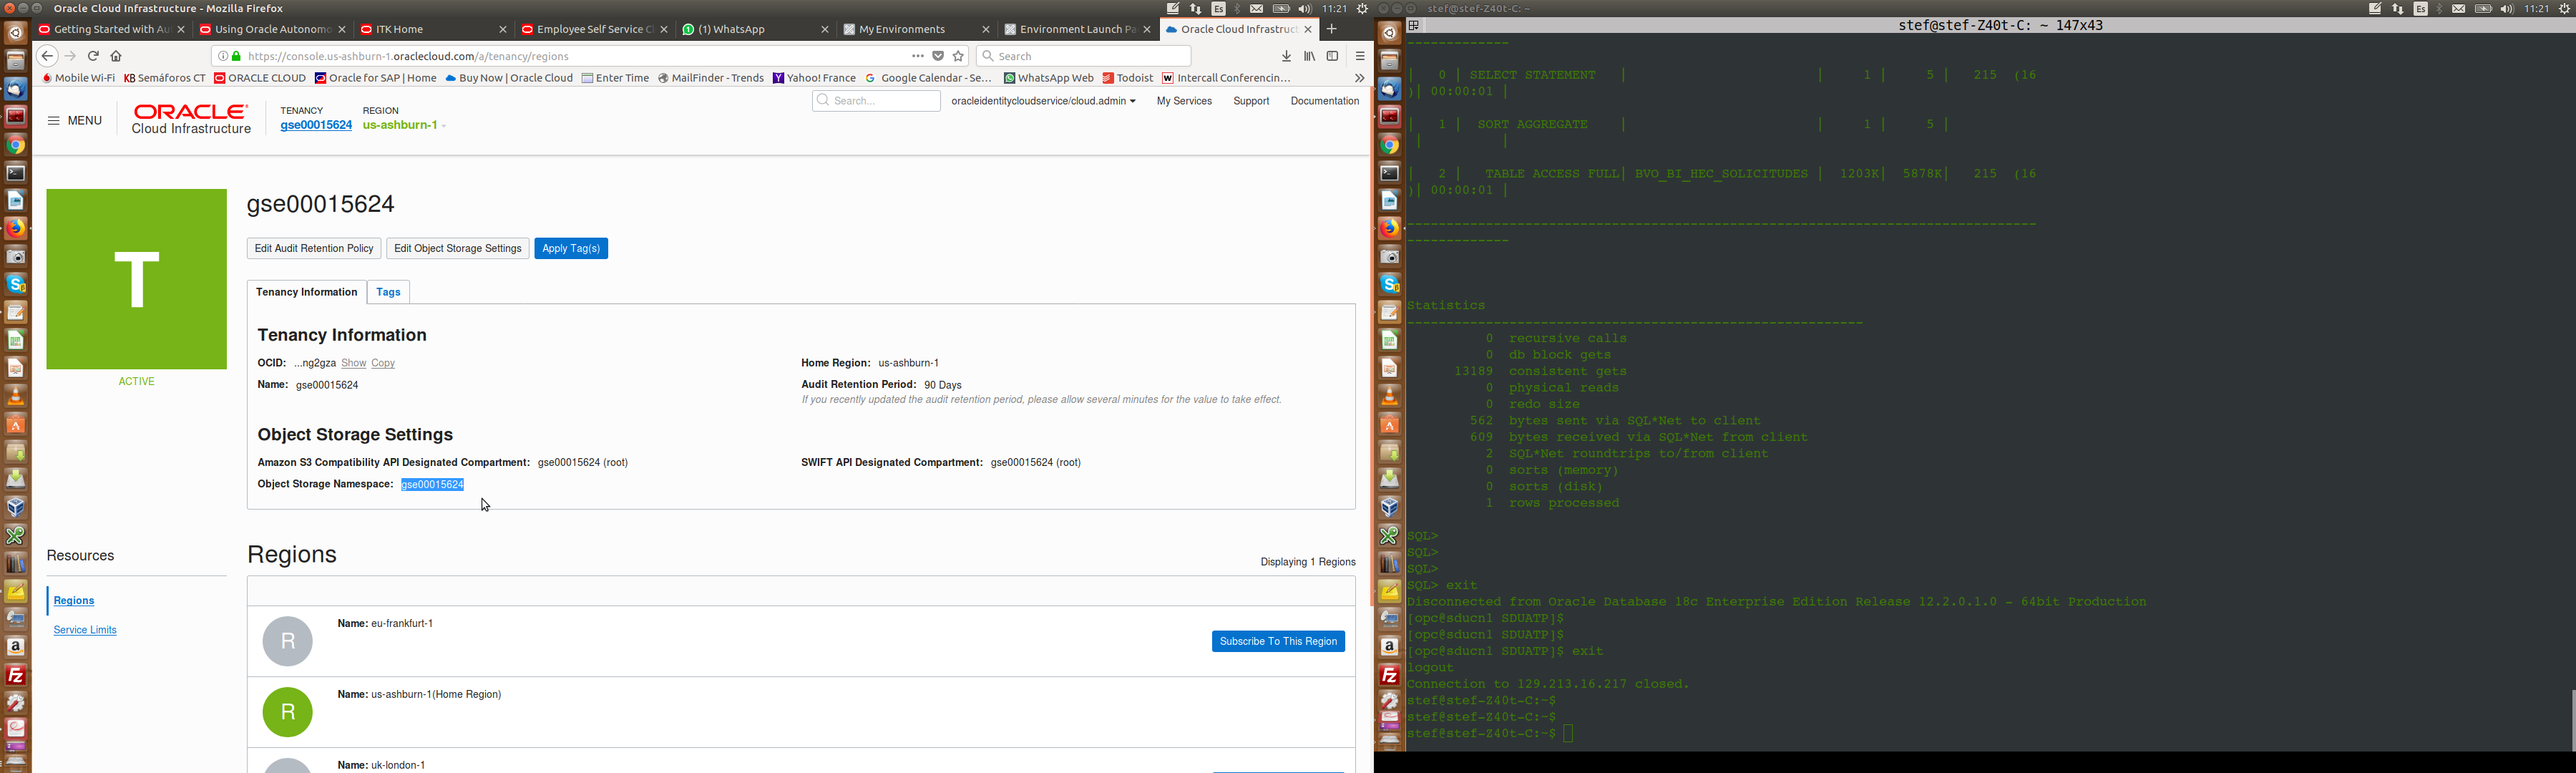 Oracle Cloud Infrastructure - Mozilla Firefox
Es 11:21
Getting Started with Au
Using Oracle Autonomo
ITK Home
Employee Self Service Cl
(1) WhatsApp
My Environments
Environment Launch Pa
Oracle Cloud Infrastruct
https://console.us-ashburn-1.oraclecloud.com/a/tenancy/regions
Search
Mobile Wi-Fi
KB Semáforos CT
ORACLE CLOUD
Oracle for SAP | Home
Buy Now | Oracle Cloud
Enter Time
MailFinder - Trends
Yahoo! France
Google Calendar - Se…
WhatsApp Web
Todoist
Intercall Conferencin…
MENU
ORACLE
Cloud Infrastructure
TENANCY
gse00015624
REGION
us-ashburn-1
Search...
oracleidentitycloudservice/cloud.admin
My Services
Support
Documentation
T
ACTIVE
gse00015624
Edit Audit Retention Policy
Edit Object Storage Settings
Apply Tag(s)
Tenancy Information
Tags
Tenancy Information
OCID: ...ng2gza Show Copy
Home Region: us-ashburn-1
Name: gse00015624
Audit Retention Period: 90 Days
If you recently updated the audit retention period, please allow several minutes for the value to take effect.
Object Storage Settings
Amazon S3 Compatibility API Designated Compartment: gse00015624 (root)
SWIFT API Designated Compartment: gse00015624 (root)
Object Storage Namespace: gse00015624
Resources
Regions
Service Limits
Regions
Displaying 1 Regions
R
Name: eu-frankfurt-1
Subscribe To This Region
R
Name: us-ashburn-1(Home Region)
Name: uk-london-1
stef@stef-Z40t-C: ~
Es 11:21
stef@stef-Z40t-C: ~ 147x43
-------------
| 0 | SELECT STATEMENT | | 1 | 5 | 215 (16
)| 00:00:01 |
| 1 | SORT AGGREGATE | | 1 | 5 |
| |
| 2 | TABLE ACCESS FULL| BVO_BI_HEC_SOLICITUDES | 1203K| 5878K| 215 (16
)| 00:00:01 |
--------------------------------------------------------------------------------
-------------
Statistics
----------------------------------------------------------
0 recursive calls
0 db block gets
13189 consistent gets
0 physical reads
0 redo size
562 bytes sent via SQL*Net to client
609 bytes received via SQL*Net from client
2 SQL*Net roundtrips to/from client
0 sorts (memory)
0 sorts (disk)
1 rows processed
SQL>
SQL>
SQL>
SQL> exit
Disconnected from Oracle Database 18c Enterprise Edition Release 12.2.0.1.0 - 64bit Production
[opc@sducn1 SDUATP]$
[opc@sducn1 SDUATP]$
[opc@sducn1 SDUATP]$ exit
logout
Connection to 129.213.16.217 closed.
stef@stef-Z40t-C:~$
stef@stef-Z40t-C:~$
stef@stef-Z40t-C:~$